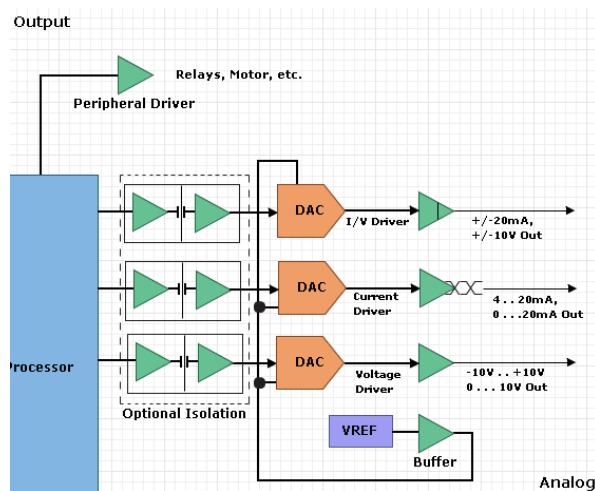 Output
Relays, Motor, etc.
Peripheral Driver
DAC
I/V Driver
+/-20mA,
+/-10V Out
DAC
Current
Driver
4..20mA,
0...20mA Out
Processor
DAC
Voltage
Driver
-10V..+10V
0...10V Out
Optional Isolation
VREF
Buffer
Analog